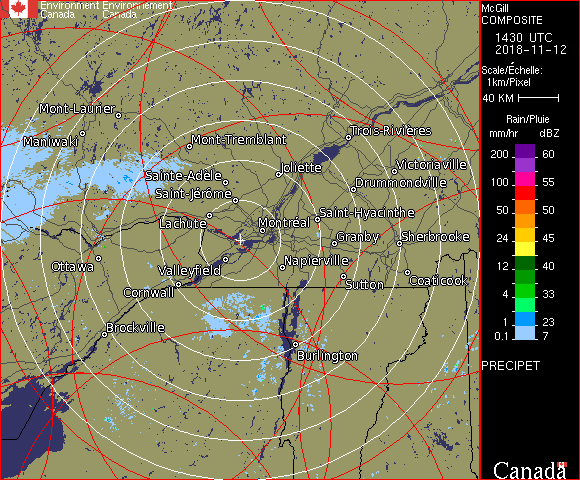 Environment Environnement
Canada Canada
McGill
COMPOSITE
1430 UTC
2018-11-12
Scale/Échelle:
1km/Pixel
40 KM
Rain/Pluie
mm/hr dBZ
200 60
100 55
50 50
24 45
12 40
4 33
1 23
0.1 7
PRECIPET
Canada
Mont-Laurier
Maniwaki
Mont-Tremblant
Trois-Rivières
Sainte-Adèle
Joliette
Victoriaville
Saint-Jérôme
Drummondville
Lachute
Montréal
Saint-Hyacinthe
Granby
Sherbrooke
Ottawa
Valleyfield
Napierville
Cornwall
Sutton
Coaticook
Brockville
Burlington